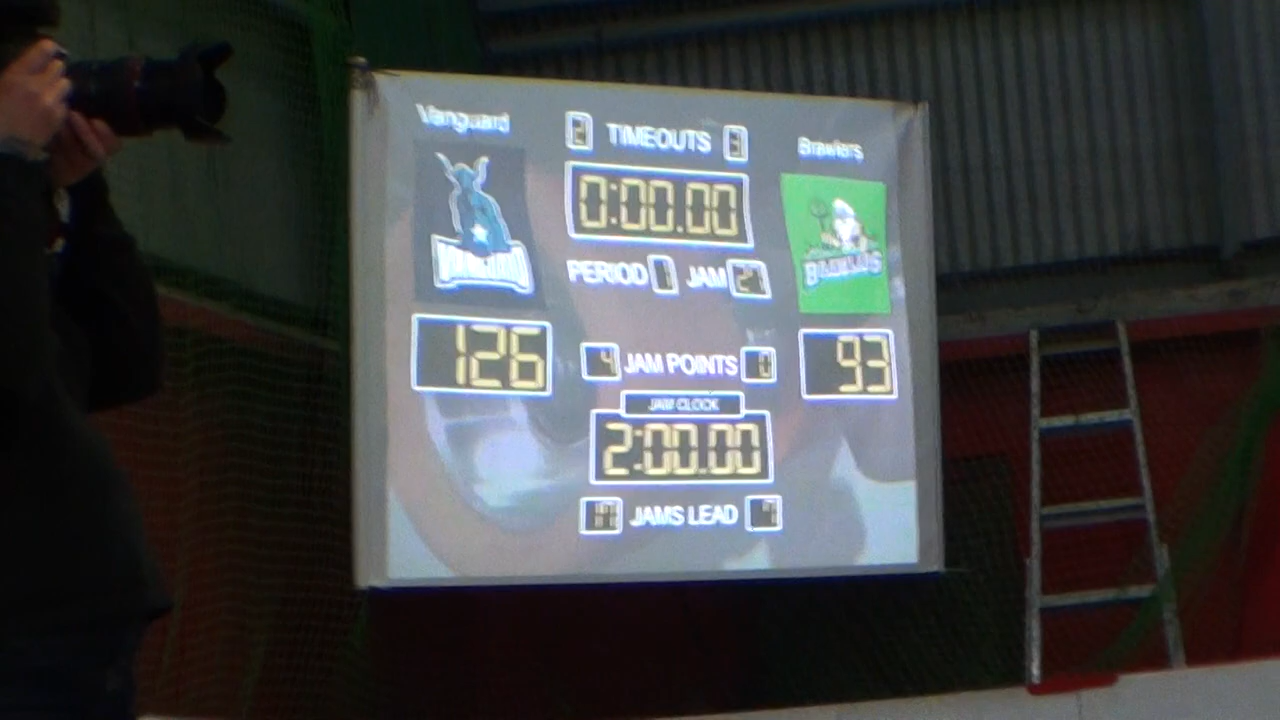 Vanguard
2 TIMEOUTS 3
Brawlers
0:00.00
PERIOD 1 JAM 21
126
4 JAM POINTS 0
93
JAM CLOCK
2:00.00
JAMS LEAD 7